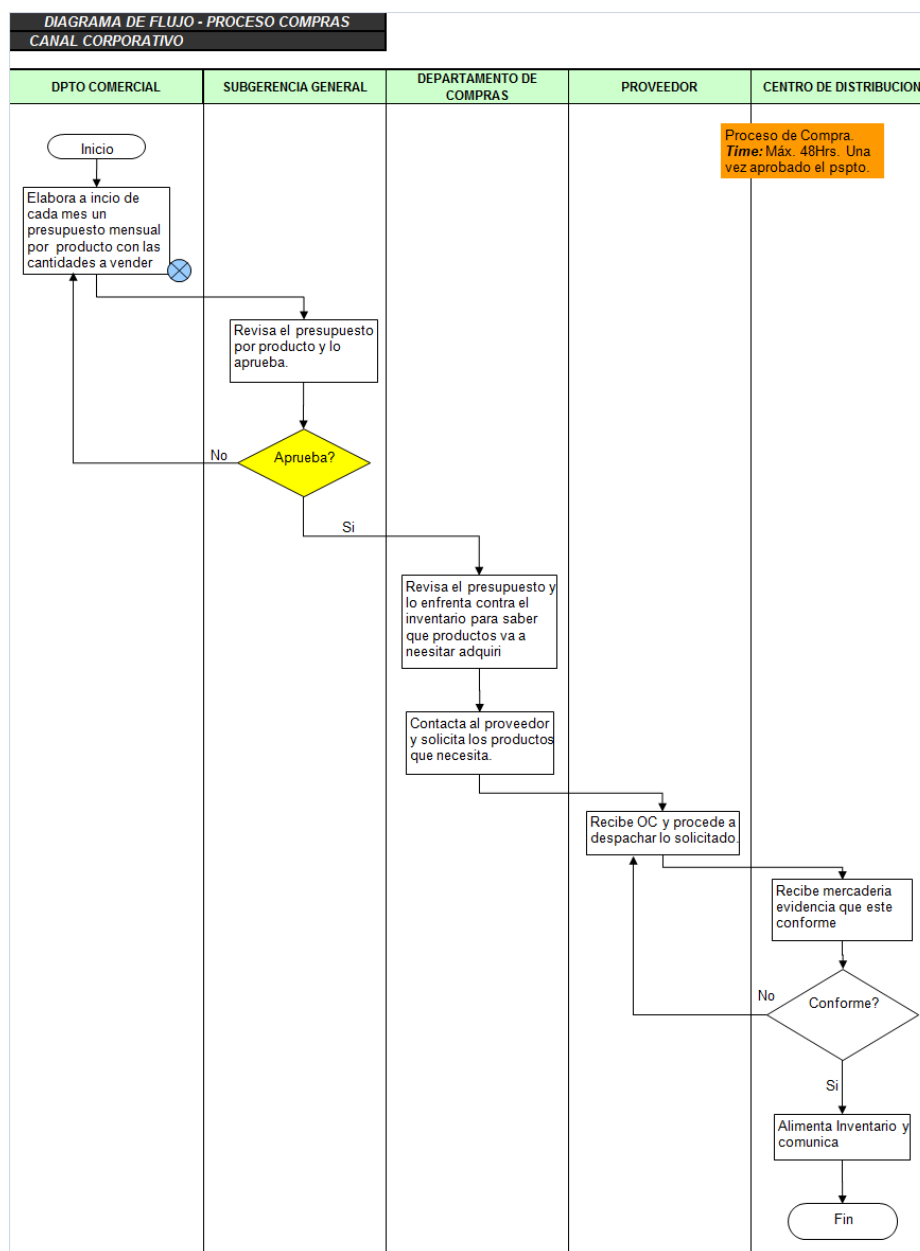 DIAGRAMA DE FLUJO - PROCESO COMPRAS
CANAL CORPORATIVO
DPTO COMERCIAL
SUBGERENCIA GENERAL
DEPARTAMENTO DE
COMPRAS
PROVEEDOR
CENTRO DE DISTRIBUCION
Proceso de Compra.
Time: Máx. 48Hrs. Una
vez aprobado el pspto.
Inicio
Elabora a incio de
cada mes un
presupuesto mensual
por producto con las
cantidades a vender
Revisa el presupuesto
por producto y lo
aprueba.
Aprueba?
No
Si
Revisa el presupuesto y
lo enfrenta contra el
inventario para saber
que productos va a
neesitar adquiri
Contacta al proveedor
y solicita los productos
que necesita.
Recibe OC y procede a
despachar lo solicitado.
Recibe mercaderia
evidencia que este
conforme
Conforme?
No
Si
Alimenta Inventario y
comunica
Fin